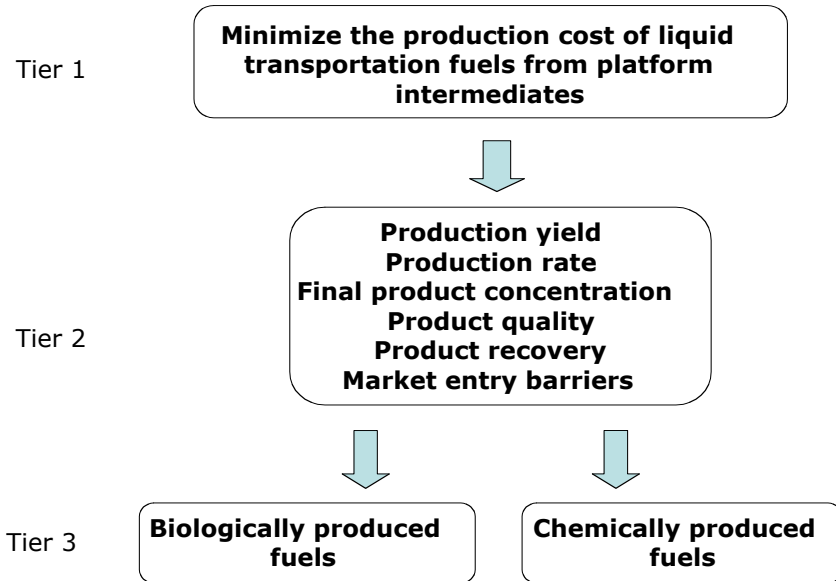 Tier 1
Minimize the production cost of liquid
transportation fuels from platform
intermediates
Tier 2
Production yield
Production rate
Final product concentration
Product quality
Product recovery
Market entry barriers
Tier 3
Biologically produced
fuels
Chemically produced
fuels